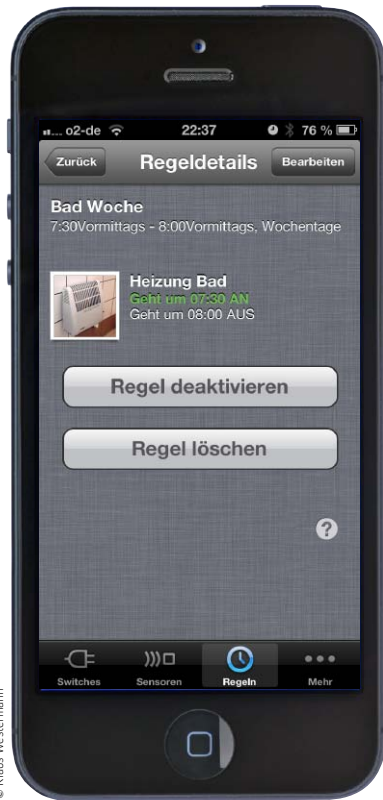 o2-de 22:37 76 %
Zurück Regeldetails Bearbeiten
Bad Woche
7:30Vormittags - 8:00Vormittags, Wochentage
Heizung Bad
Geht um 07:30 AN
Geht um 08:00 AUS
Regel deaktivieren
Regel löschen
?
Switches Sensoren Regeln Mehr
© Klaus Westermann